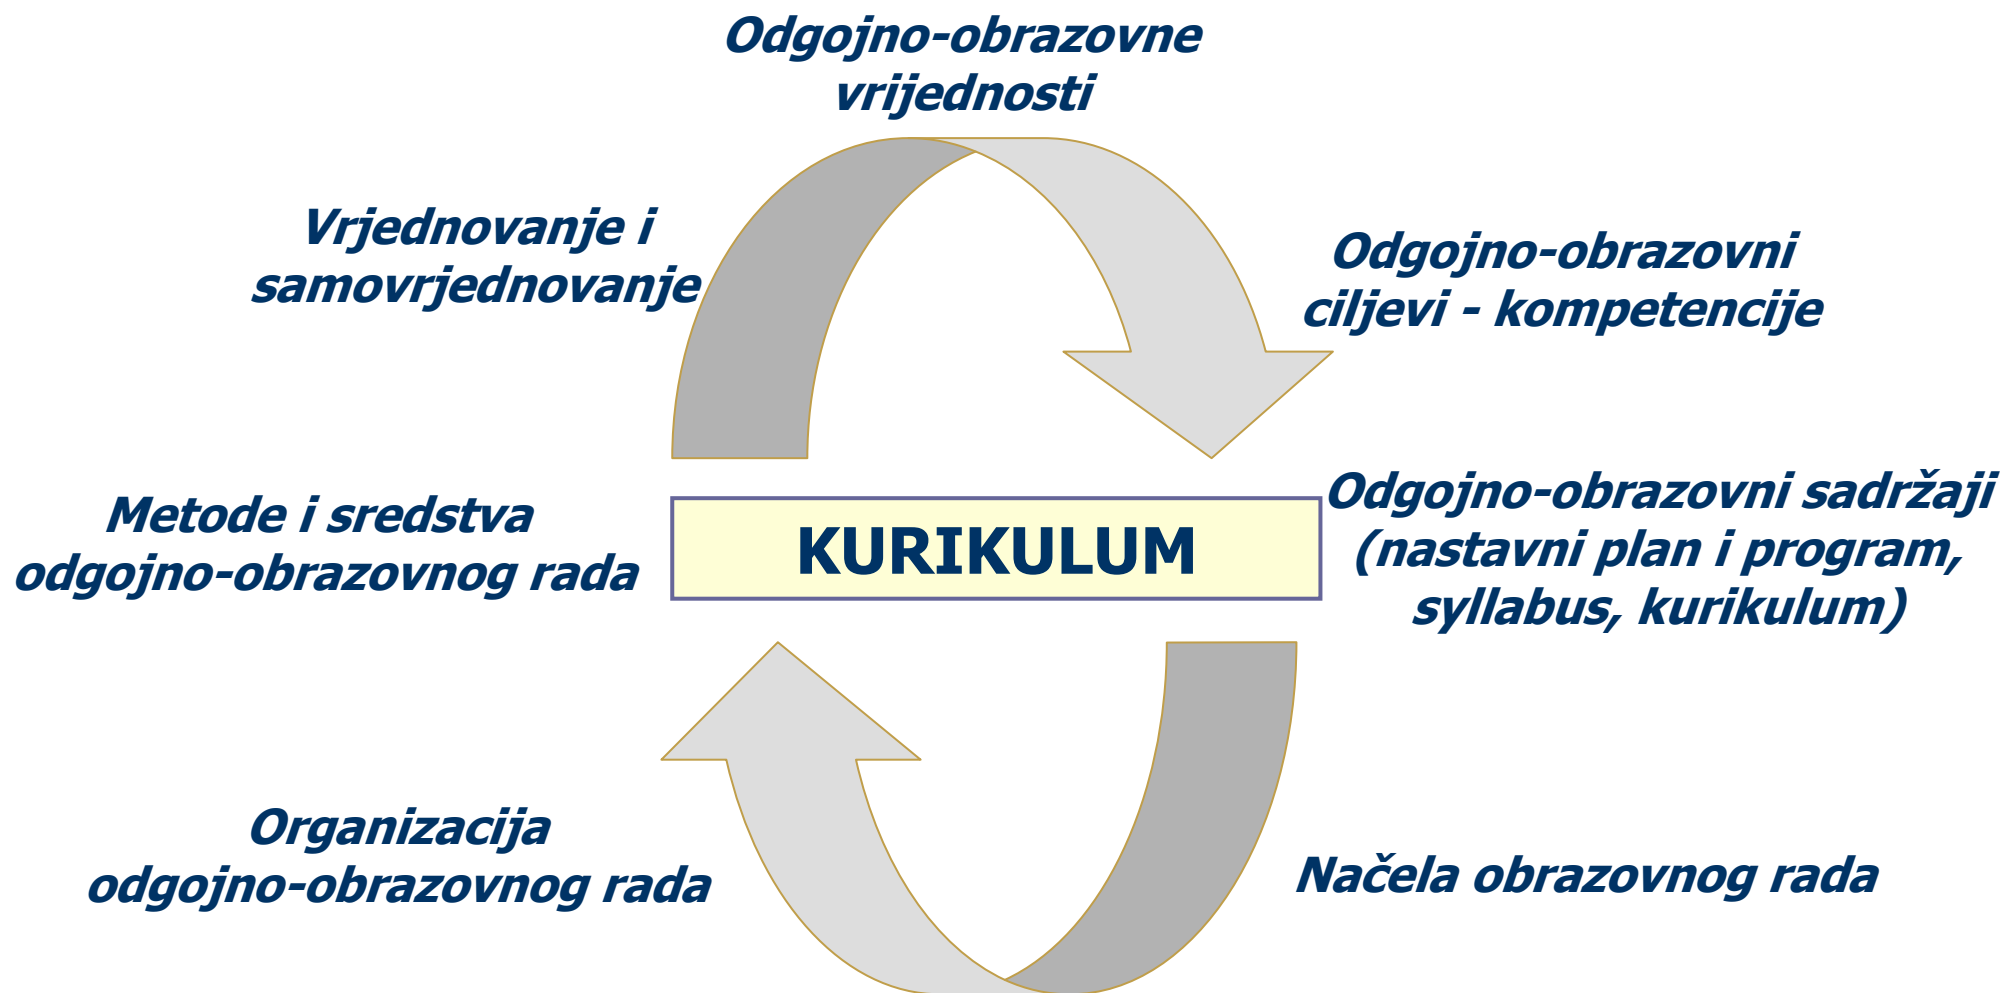 Odgojno-obrazovne
vrijednosti
Vrjednovanje i
samovrjednovanje
Odgojno-obrazovni
ciljevi - kompetencije
Metode i sredstva
odgojno-obrazovnog rada
KURIKULUM
Odgojno-obrazovni sadržaji
(nastavni plan i program,
syllabus, kurikulum)
Organizacija
odgojno-obrazovnog rada
Načela obrazovnog rada